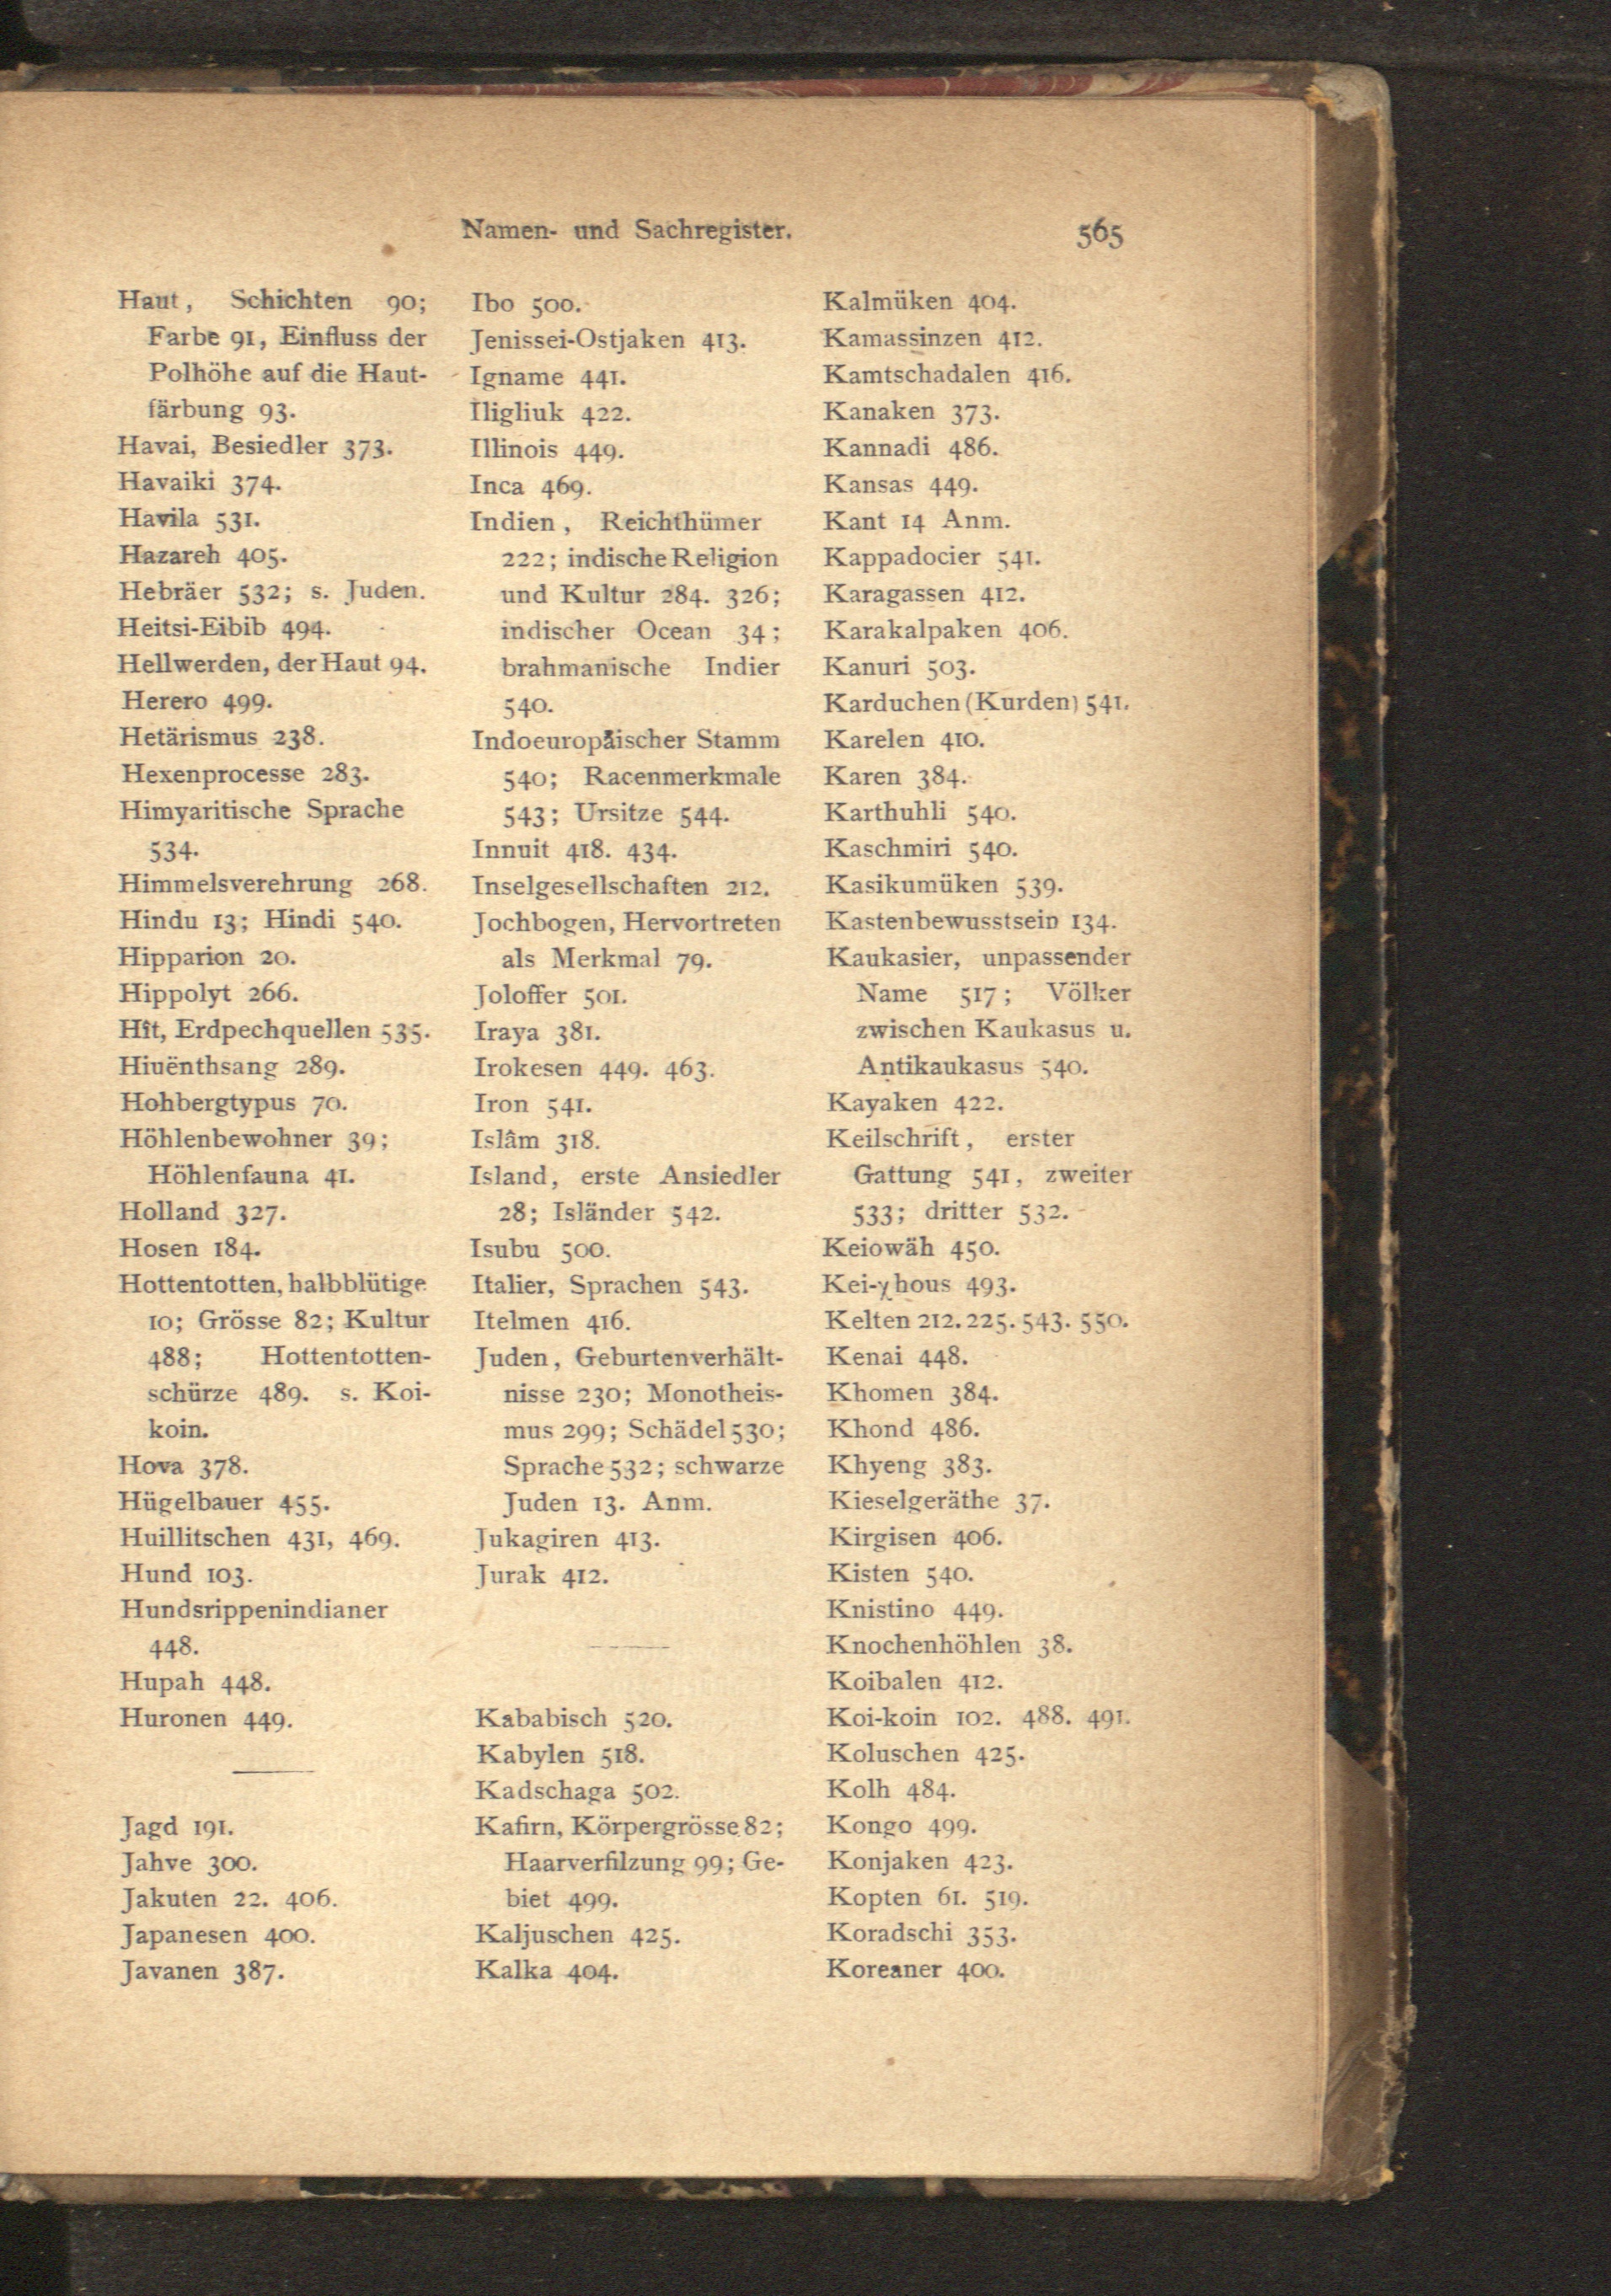 Namen- und Sachregister. 565
Haut, Schichten 90;
Farbe 91, Einfluss der
Polhöhe auf die Haut-
färbung 93.
Havai, Besiedler 373.
Havaiki 374.
Havila 531.
Hazareh 405.
Hebräer 532; s. Juden.
Heitsi-Eibib 494.
Hellwerden, der Haut 94.
Herero 499.
Hetärismus 238.
Hexenprocesse 283.
Himyaritische Sprache
534.
Himmelsverehrung 268.
Hindu 13; Hindi 540.
Hipparion 20.
Hippolyt 266.
Hît, Erdpechquellen 535.
Hiuënthsang 289.
Hohbergtypus 70.
Höhlenbewohner 39;
Höhlenfauna 41.
Holland 327.
Hosen 184.
Hottentotten, halbblütige
10; Grösse 82; Kultur
488; Hottentotten-
schürze 489. s. Koi-
koin.
Hova 378.
Hügelbauer 455.
Huillitschen 431, 469.
Hund 103.
Hundsrippenindianer
448.
Hupah 448.
Huronen 449.
Jagd 191.
Jahve 300.
Jakuten 22. 406.
Japanesen 400.
Javanen 387.
Ibo 500.
Jenissei-Ostjaken 413.
Igname 441.
Iligliuk 422.
Illinois 449.
Inca 469.
Indien, Reichthümer
222; indische Religion
und Kultur 284. 326;
indischer Ocean 34;
brahmanische Indier
540.
Indoeuropäischer Stamm
540; Racenmerkmale
543; Ursitze 544.
Innuit 418. 434.
Inselgesellschaften 212.
Jochbogen, Hervortreten
als Merkmal 79.
Joloffer 501.
Iraya 381.
Irokesen 449. 463.
Iron 541.
Islâm 318.
Island, erste Ansiedler
28; Isländer 542.
Isubu 500.
Italier, Sprachen 543.
Itelmen 416.
Juden, Geburtenverhält-
nisse 230; Monotheis-
mus 299; Schädel 530;
Sprache 532; schwarze
Juden 13. Anm.
Jukagiren 413.
Jurak 412.
Kababisch 520.
Kabylen 518.
Kadschaga 502.
Kafirn, Körpergrösse 82;
Haarverfilzung 99; Ge-
biet 499.
Kaljuschen 425.
Kalka 404.
Kalmüken 404.
Kamassinzen 412.
Kamtschadalen 416.
Kanaken 373.
Kannadi 486.
Kansas 449.
Kant 14 Anm.
Kappadocier 541.
Karagassen 412.
Karakalpaken 406.
Kanuri 503.
Karduchen (Kurden) 541.
Karelen 410.
Karen 384.
Karthuhli 540.
Kaschmiri 540.
Kasikumüken 539.
Kastenbewusstsein 134.
Kaukasier, unpassender
Name 517; Völker
zwischen Kaukasus u.
Antikaukasus 540.
Kayaken 422.
Keilschrift, erster
Gattung 541, zweiter
533; dritter 532.
Keiowäh 450.
Kei-χhous 493.
Kelten 212. 225. 543. 550.
Kenai 448.
Khomen 384.
Khond 486.
Khyeng 383.
Kieselgeräthe 37.
Kirgisen 406.
Kisten 540.
Knistino 449.
Knochenhöhlen 38.
Koibalen 412.
Koi-koin 102. 488. 491.
Koluschen 425.
Kolh 484.
Kongo 499.
Konjaken 423.
Kopten 61. 519.
Koradschi 353.
Koreaner 400.